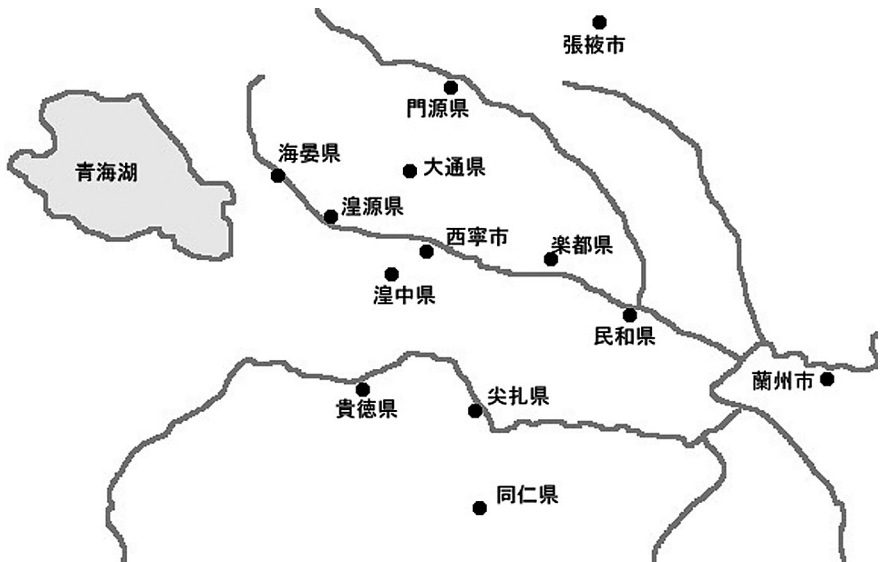 張掖市
門源県
海晏県
大通県
青海湖
湟源県
西寧市
楽都県
湟中県
民和県
蘭州市
貴徳県
尖扎県
同仁県